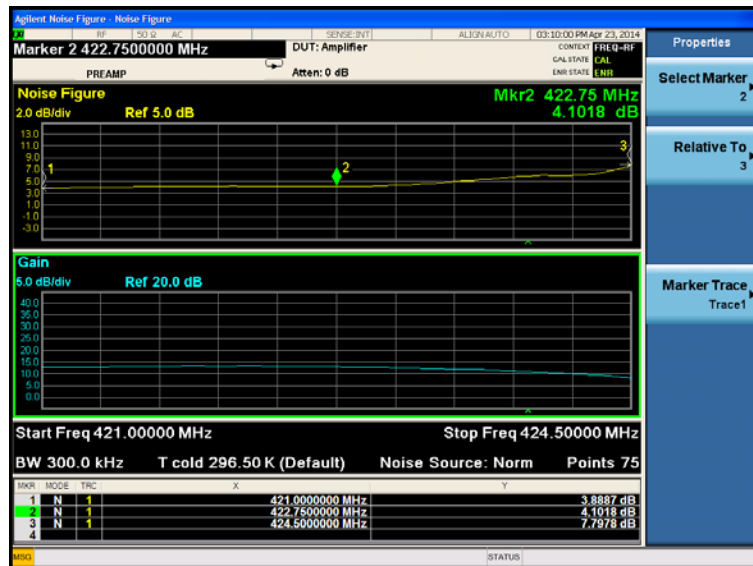 Agilent Noise Figure - Noise Figure
RF 50 Ω AC SENSE:INT ALIGN AUTO 03:10:00 PM Apr 23, 2014
Marker 2 422.7500000 MHz
DUT: Amplifier
CONTEXT FREQ-RF
CAL STATE CAL
PREAMP
Atten: 0 dB
ENR STATE ENR
Properties
Select Marker
2
Relative To
3
Marker Trace
Trace1
Noise Figure
Mkr2 422.75 MHz
2.0 dB/div Ref 5.0 dB
4.1018 dB
13.0
11.0
9.0
7.0
5.0
3.0
1.0
-1.0
-3.0
1
2
3
Gain
5.0 dB/div Ref 20.0 dB
40.0
35.0
30.0
25.0
20.0
15.0
10.0
5.0
0.0
Start Freq 421.00000 MHz Stop Freq 424.50000 MHz
BW 300.0 kHz T cold 296.50 K (Default) Noise Source: Norm Points 75
MKR MODE TRC X Y
1 N 1 421.0000000 MHz 3.8887 dB
2 N 1 422.7500000 MHz 4.1018 dB
3 N 1 424.5000000 MHz 7.7978 dB
4
MSG STATUS